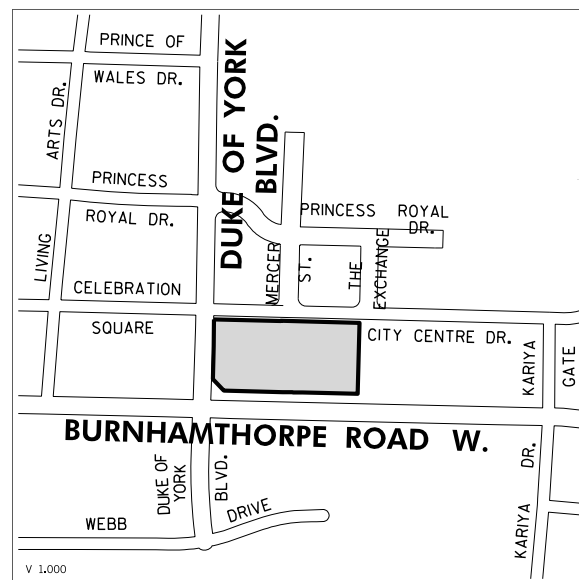 PRINCE OF
WALES DR.
ARTS DR.
LIVING
DUKE OF YORK
BLVD.
PRINCESS
ROYAL DR.
PRINCESS ROYAL
DR.
MERCER
ST.
THE
EXCHANGE
CELEBRATION
SQUARE
CITY CENTRE DR.
KARIYA
GATE
BURNHAMTHORPE ROAD W.
DUKE OF
YORK
BLVD.
KARIYA
DR.
WEBB
DRIVE
V 1.000